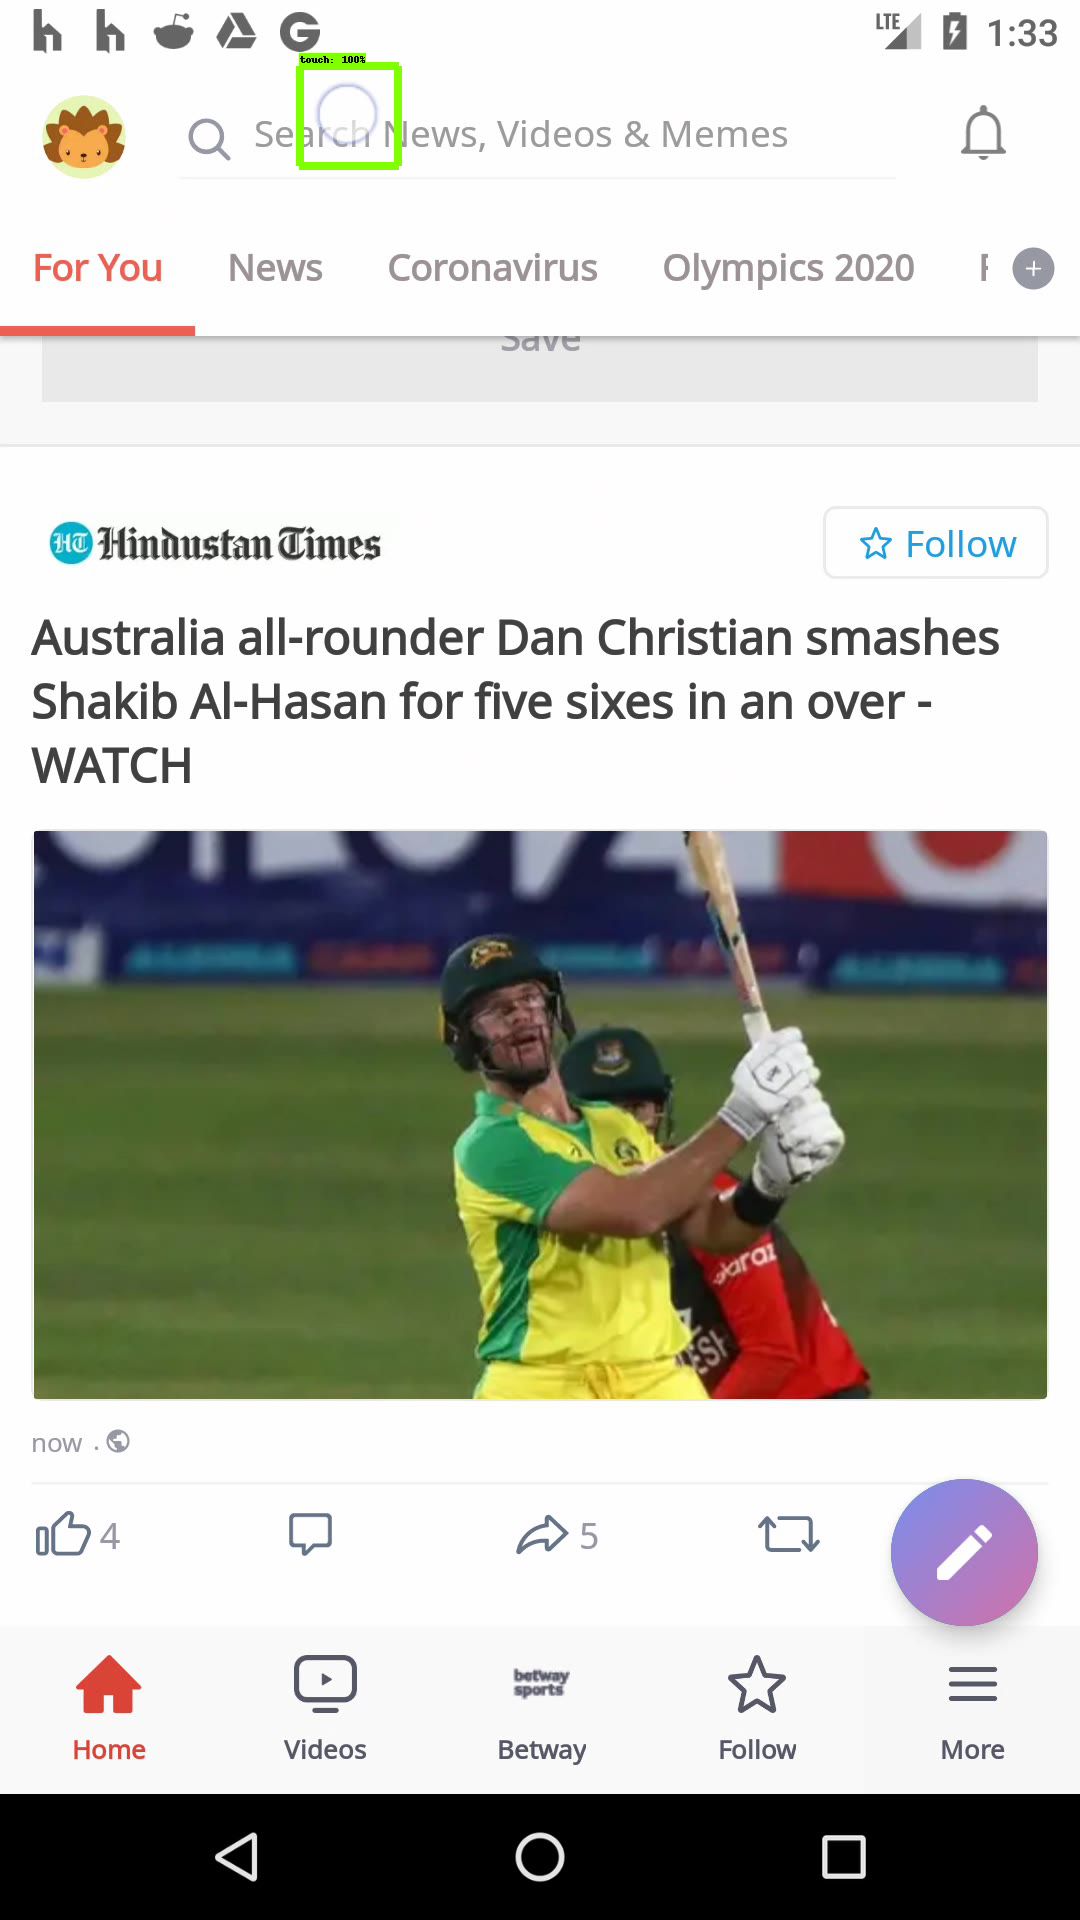 LTE 1:33
touch: 100%
Search News, Videos & Memes
For You News Coronavirus Olympics 2020
Save
HT Hindustan Times
Follow
Australia all-rounder Dan Christian smashes
Shakib Al-Hasan for five sixes in an over -
WATCH
now .
4 5
betway
sports
Home Videos Betway Follow More